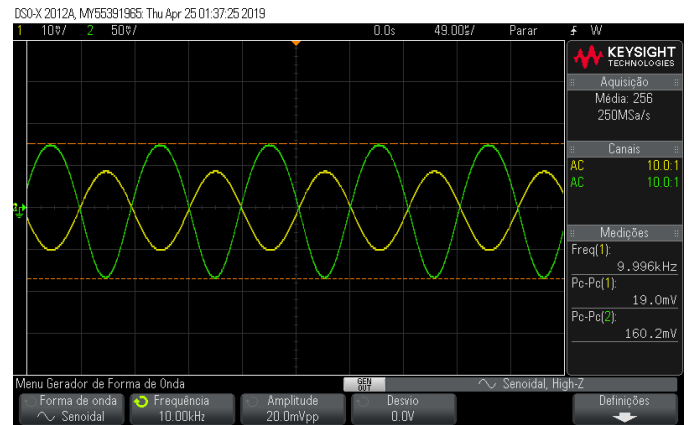 DSO-X 2012A, MY55391965: Thu Apr 25 01:37:25 2019
1 10▿/ 2 50▿/ 0.0s 49.00▿/ Parar W
KEYSIGHT
TECHNOLOGIES
Aquisição
Média: 256
250MSa/s
Canais
AC 10.0:1
AC 10.0:1
Medições
Freq(1):
9.996kHz
Pc-Pc(1):
19.0mV
Pc-Pc(2):
160.2mV
Menu Gerador de Forma de Onda
GEN
OUT
Senoidal, High-Z
Forma de onda
Senoidal
Frequência
10.00kHz
Amplitude
20.0mVpp
Desvio
0.0V
Definições